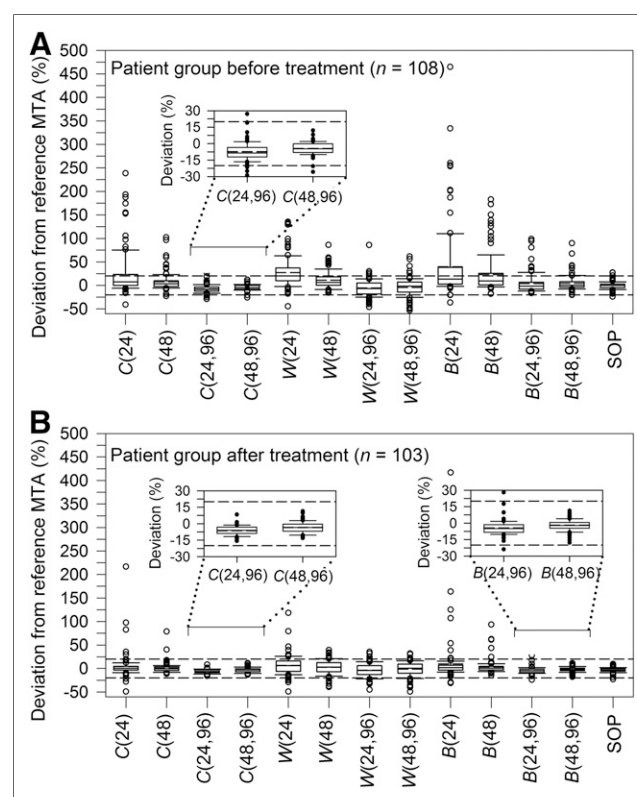 A
Deviation from reference MTA (%)
500
450
400
350
300
250
200
150
100
50
0
-50
Patient group before treatment (n = 108)
Deviation (%)
30
15
0
-15
-30
C(24,96)
C(48,96)
C(24)
C(48)
C(24,96)
C(48,96)
W(24)
W(48)
W(24,96)
W(48,96)
B(24)
B(48)
B(24,96)
B(48,96)
SOP
B
Deviation from reference MTA (%)
500
450
400
350
300
250
200
150
100
50
0
-50
Patient group after treatment (n = 103)
Deviation (%)
30
15
0
-15
-30
C(24,96)
C(48,96)
Deviation (%)
30
15
0
-15
-30
B(24,96)
B(48,96)
C(24)
C(48)
C(24,96)
C(48,96)
W(24)
W(48)
W(24,96)
W(48,96)
B(24)
B(48)
B(24,96)
B(48,96)
SOP